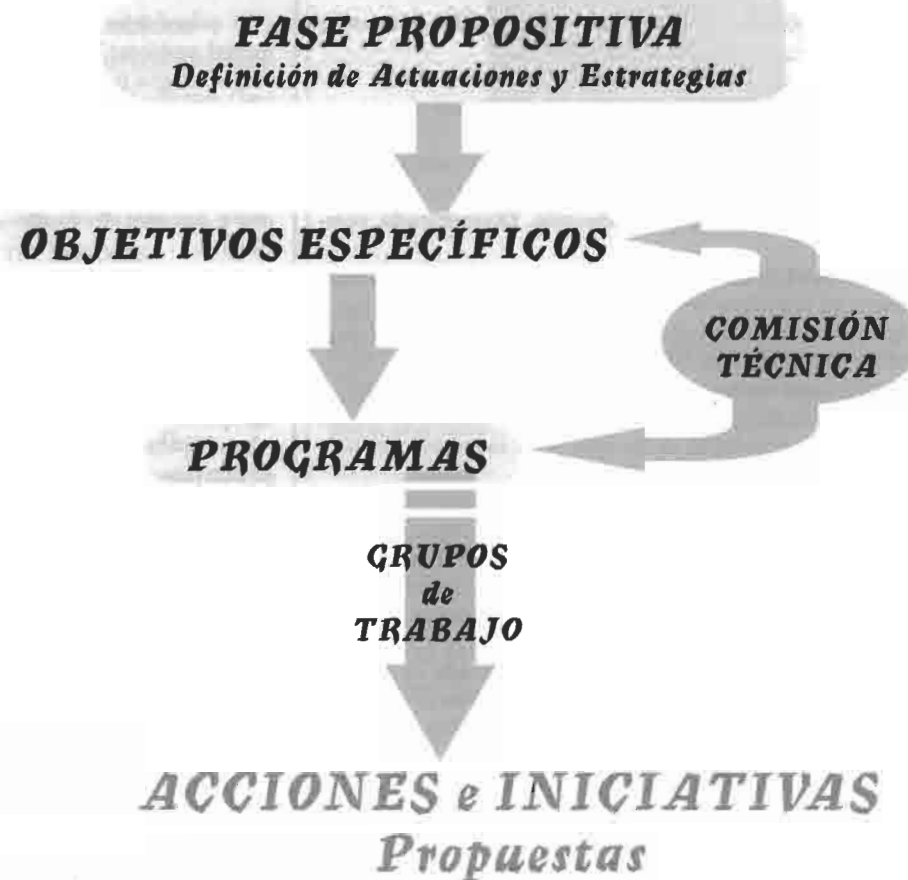 FASE PROPOSITIVA
Definición de Actuaciones y Estrategias
OBJETIVOS ESPECÍFICOS
COMISIÓN
TÉCNICA
PROGRAMAS
GRUPOS
de
TRABAJO
ACCIONES e INICIATIVAS
Propuestas